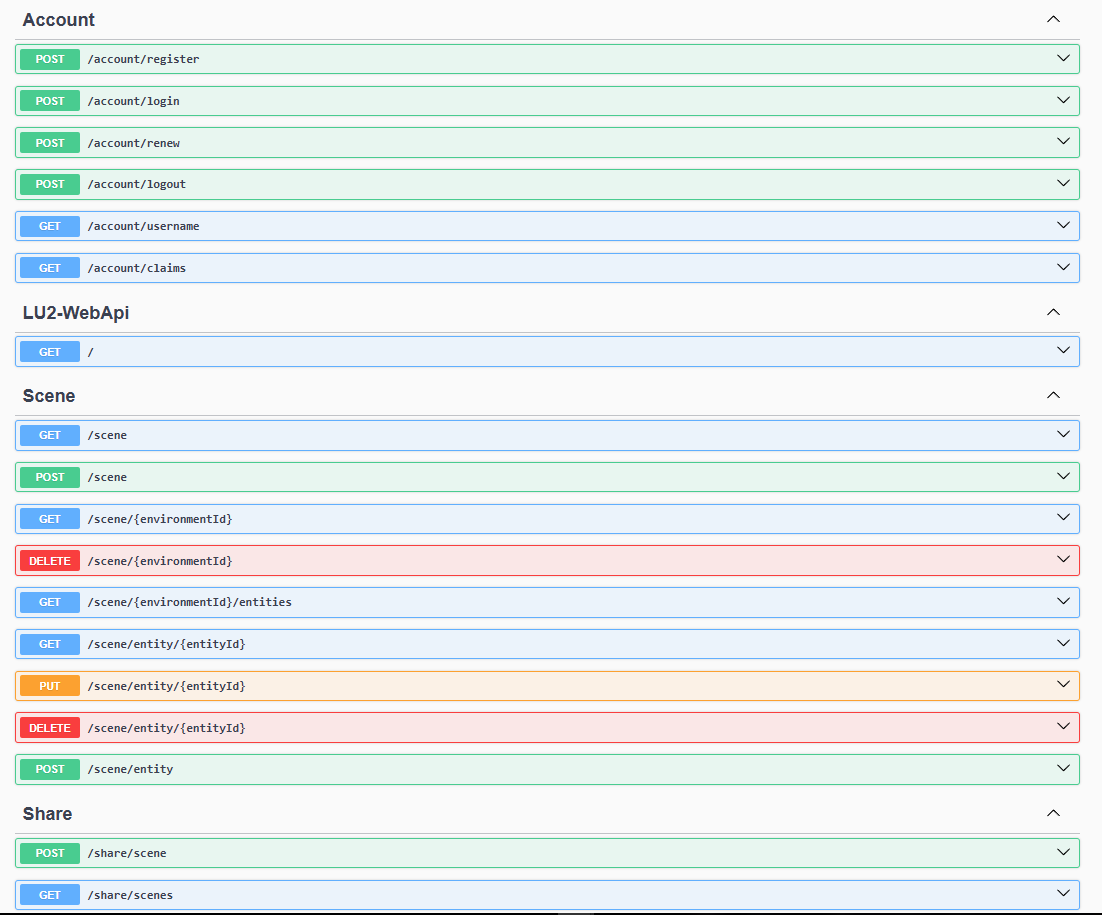 Account
POST /account/register
POST /account/login
POST /account/renew
POST /account/logout
GET /account/username
GET /account/claims
LU2-WebApi
GET /
Scene
GET /scene
POST /scene
GET /scene/{environmentId}
DELETE /scene/{environmentId}
GET /scene/{environmentId}/entities
GET /scene/entity/{entityId}
PUT /scene/entity/{entityId}
DELETE /scene/entity/{entityId}
POST /scene/entity
Share
POST /share/scene
GET /share/scenes